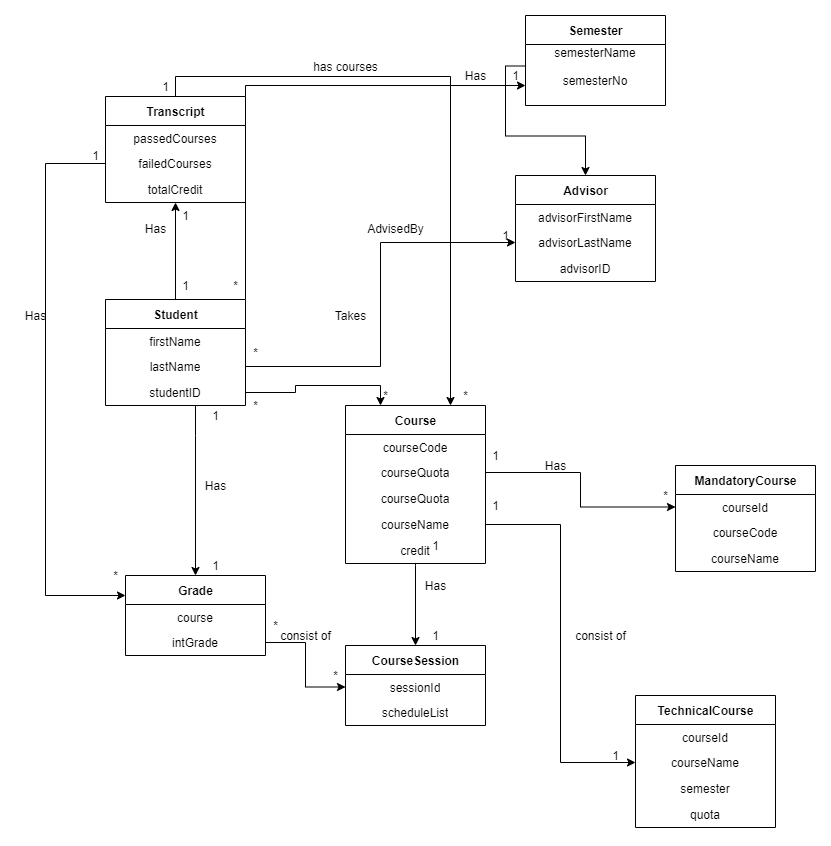 Semester
semesterName
semesterNo
has courses
Has
1
1
Transcript
passedCourses
failedCourses
totalCredit
1
Advisor
advisorFirstName
advisorLastName
advisorID
AdvisedBy
1
Has
1
1
*
Student
firstName
lastName
studentID
Has
Takes
*
*
*
*
1
Course
courseCode
courseQuota
courseQuota
courseName
credit
1
1
Has
*
1
MandatoryCourse
courseId
courseCode
courseName
Has
1
*
Grade
course
intGrade
Has
1
*
consist of
*
CourseSession
sessionId
scheduleList
consist of
1
TechnicalCourse
courseId
courseName
semester
quota